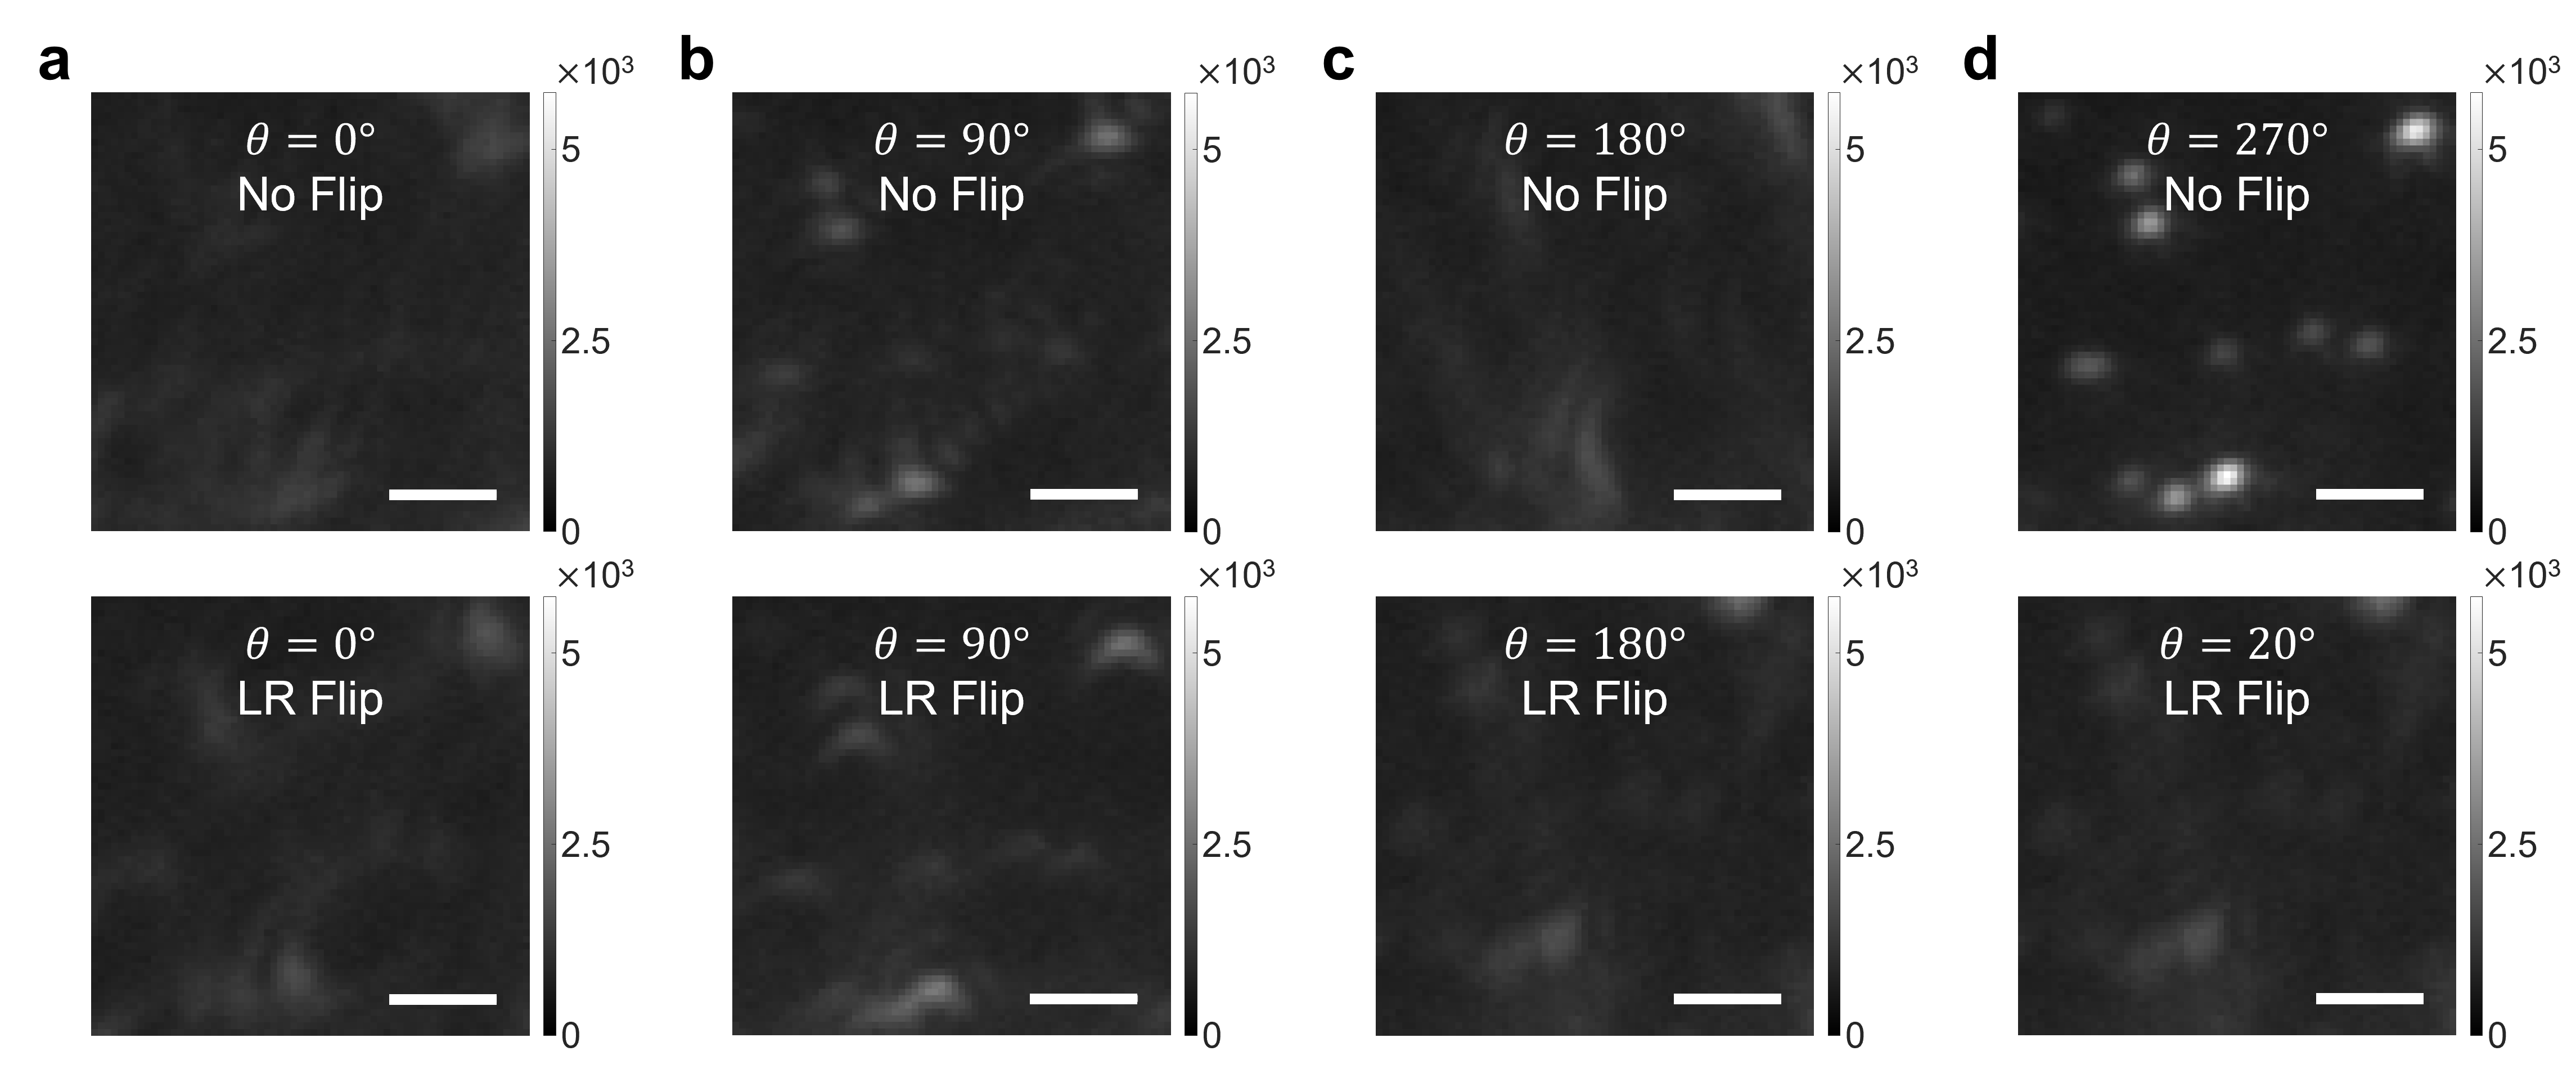 a
b
c
d
×10³
×10³
×10³
×10³
θ = 0°
No Flip
θ = 90°
No Flip
θ = 180°
No Flip
θ = 270°
No Flip
5
2.5
0
5
2.5
0
5
2.5
0
5
2.5
0
×10³
×10³
×10³
×10³
θ = 0°
LR Flip
θ = 90°
LR Flip
θ = 180°
LR Flip
θ = 20°
LR Flip
5
2.5
0
5
2.5
0
5
2.5
0
5
2.5
0